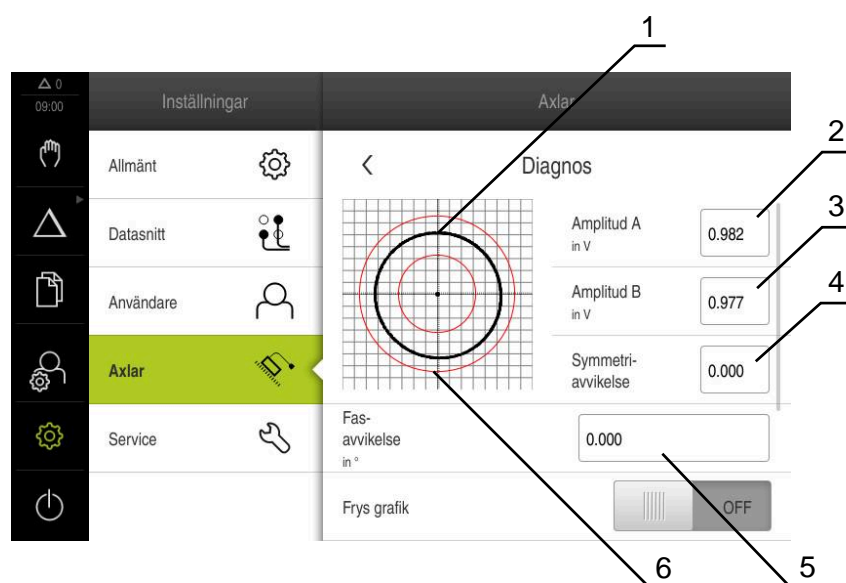 1
△ 0
09:00
Inställningar
Axlar
2
Allmänt
Diagnos
3
Amplitud A
in V
0.982
Datasnitt
4
Amplitud B
in V
0.977
Användare
Symmetri-
avvikelse
0.000
Axlar
Fas-
avvikelse
in °
0.000
Service
Frys grafik
OFF
6
5